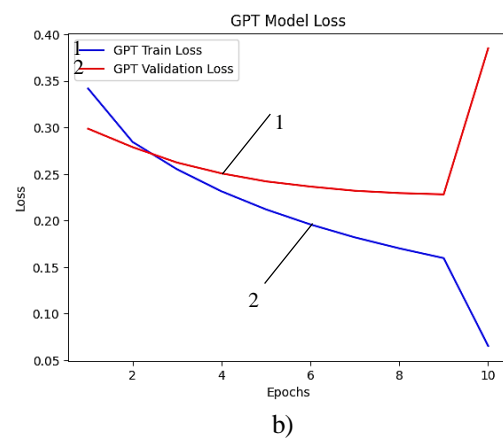 GPT Model Loss
0.40
0.35
0.30
0.25
0.20
0.15
0.10
0.05
Loss
1 GPT Train Loss
2 GPT Validation Loss
1
2
2 4 6 8 10
Epochs
b)